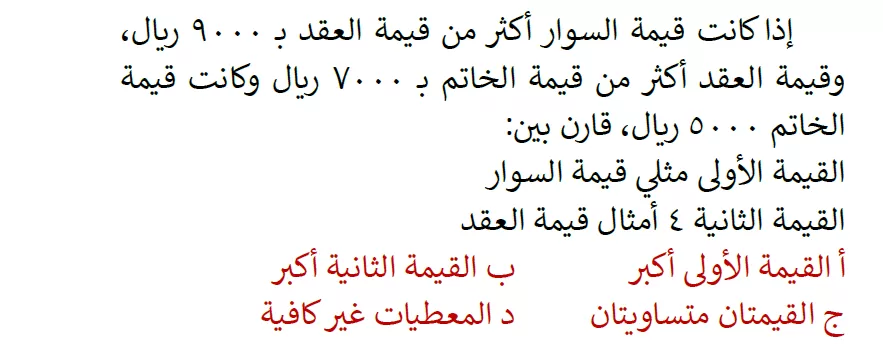 إذا كانت قيمة السوار أكثر من قيمة العقد بـ ٩٠٠٠ ريال،
وقيمة العقد أكثر من قيمة الخاتم بـ ٧٠٠٠ ريال وكانت قيمة
الخاتم ٥٠٠٠ ريال، قارن بين:
القيمة الأولى مثلي قيمة السوار
القيمة الثانية ٤ أمثال قيمة العقد
أ القيمة الأولى أكبر ب القيمة الثانية أكبر
ج القيمتان متساويتان د المعطيات غير كافية